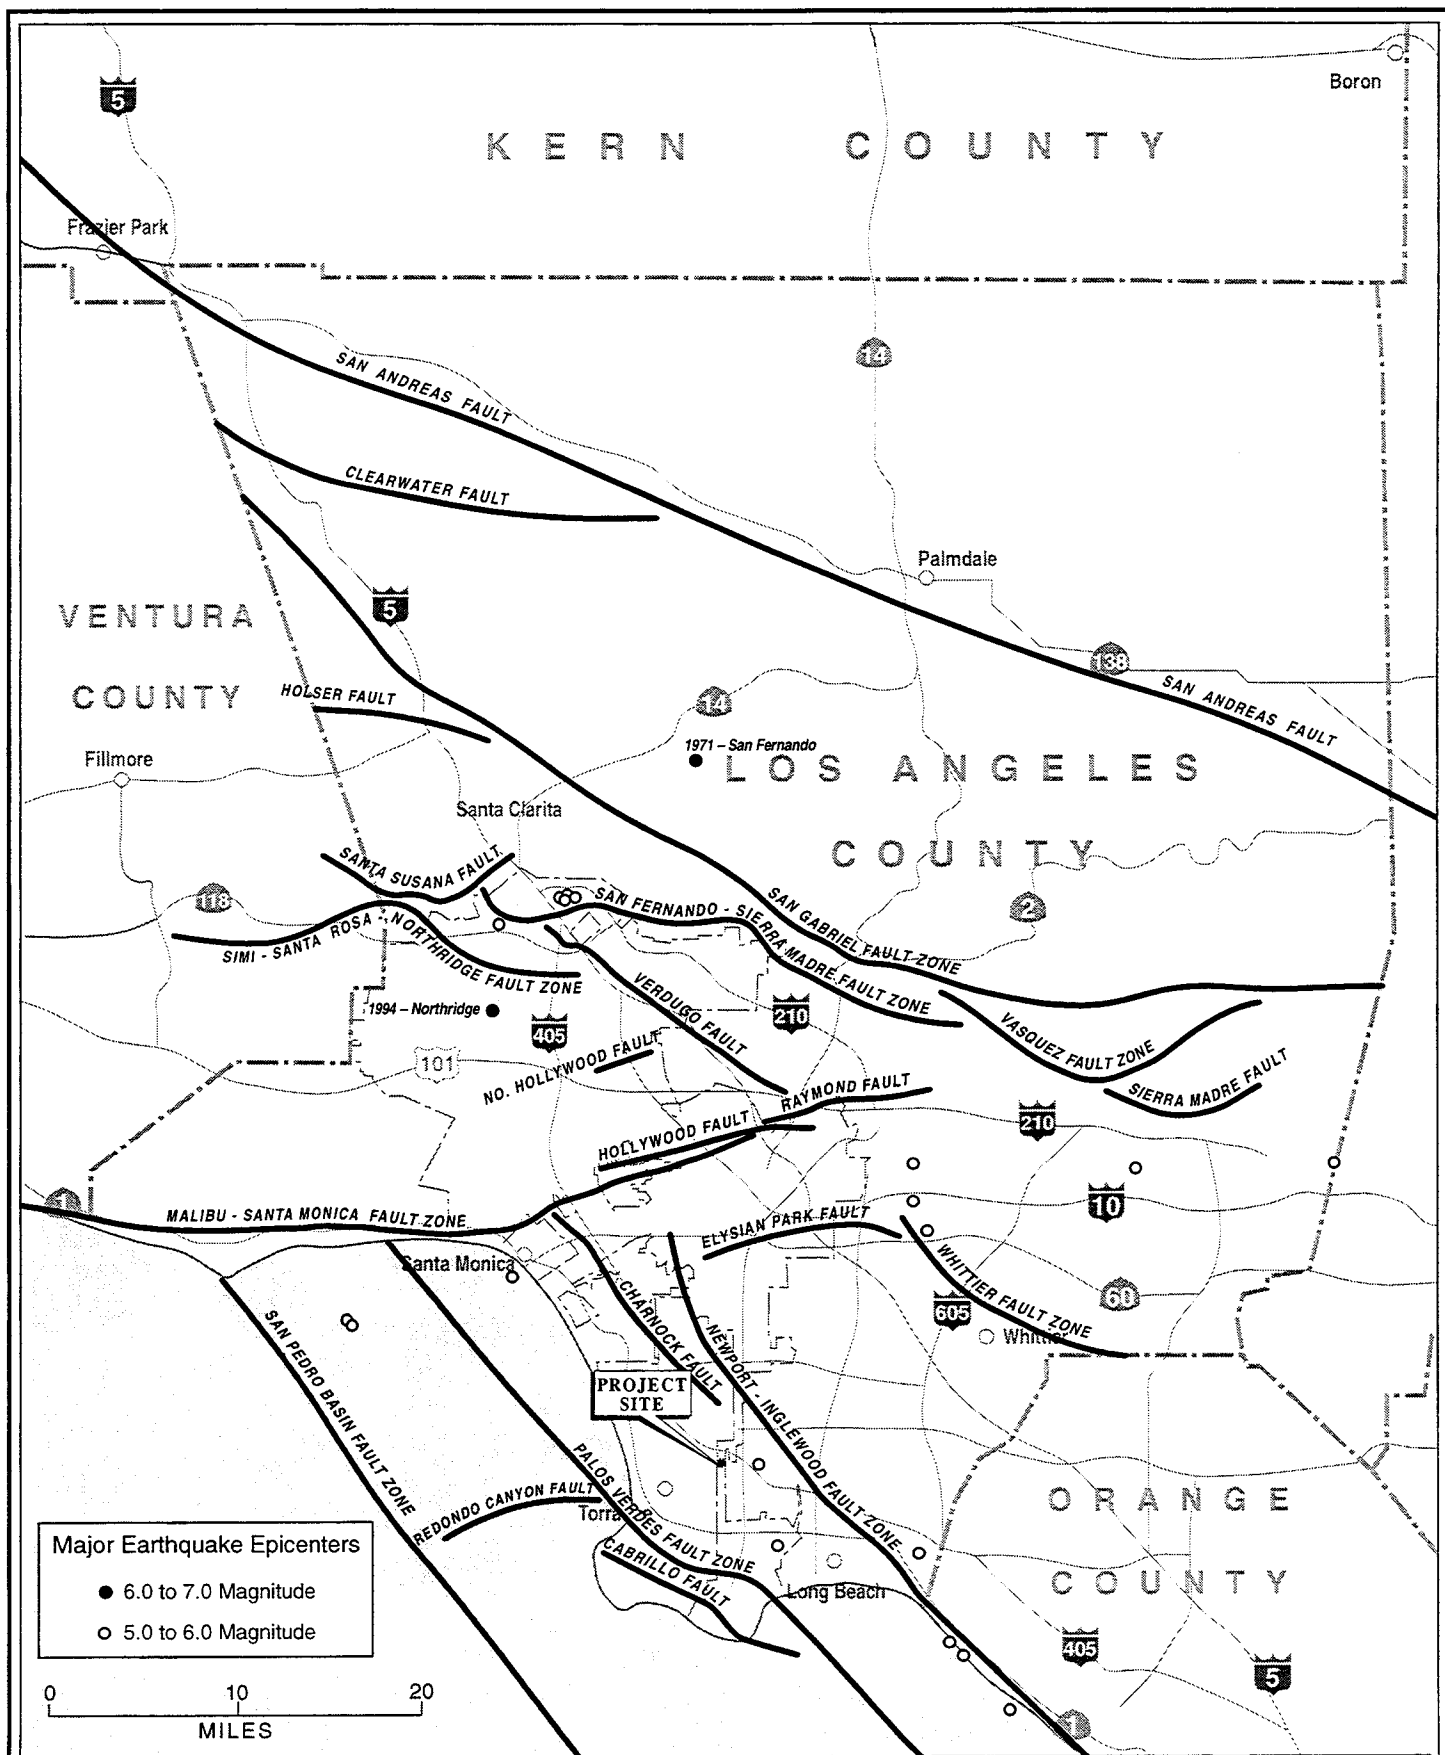 Boron
5
KERN COUNTY
Frazier Park
14
SAN ANDREAS FAULT
CLEARWATER FAULT
Palmdale
5
VENTURA
COUNTY
138
SAN ANDREAS FAULT
HOLSER FAULT
14
1971 – San Fernando
LOS ANGELES
COUNTY
Fillmore
Santa Clarita
SANTA SUSANA FAULT
118
SAN FERNANDO - SIERRA MADRE FAULT ZONE
SAN GABRIEL FAULT ZONE
2
SIMI - SANTA ROSA - NORTHRIDGE FAULT ZONE
VERDUGO FAULT
1994 – Northridge
405
210
VASQUEZ FAULT ZONE
101
NO. HOLLYWOOD FAULT
RAYMOND FAULT
SIERRA MADRE FAULT
HOLLYWOOD FAULT
210
1
MALIBU - SANTA MONICA FAULT ZONE
10
ELYSIAN PARK FAULT
Santa Monica
WHITTIER FAULT ZONE
60
605
Whittier
CHARNOCK FAULT
NEWPORT - INGLEWOOD FAULT ZONE
SAN PEDRO BASIN FAULT ZONE
PROJECT
SITE
PALOS VERDES FAULT ZONE
REDONDO CANYON FAULT
Torra
CABRILLO FAULT
Long Beach
ORANGE
COUNTY
405
5
1
Major Earthquake Epicenters
6.0 to 7.0 Magnitude
5.0 to 6.0 Magnitude
0 10 20
MILES